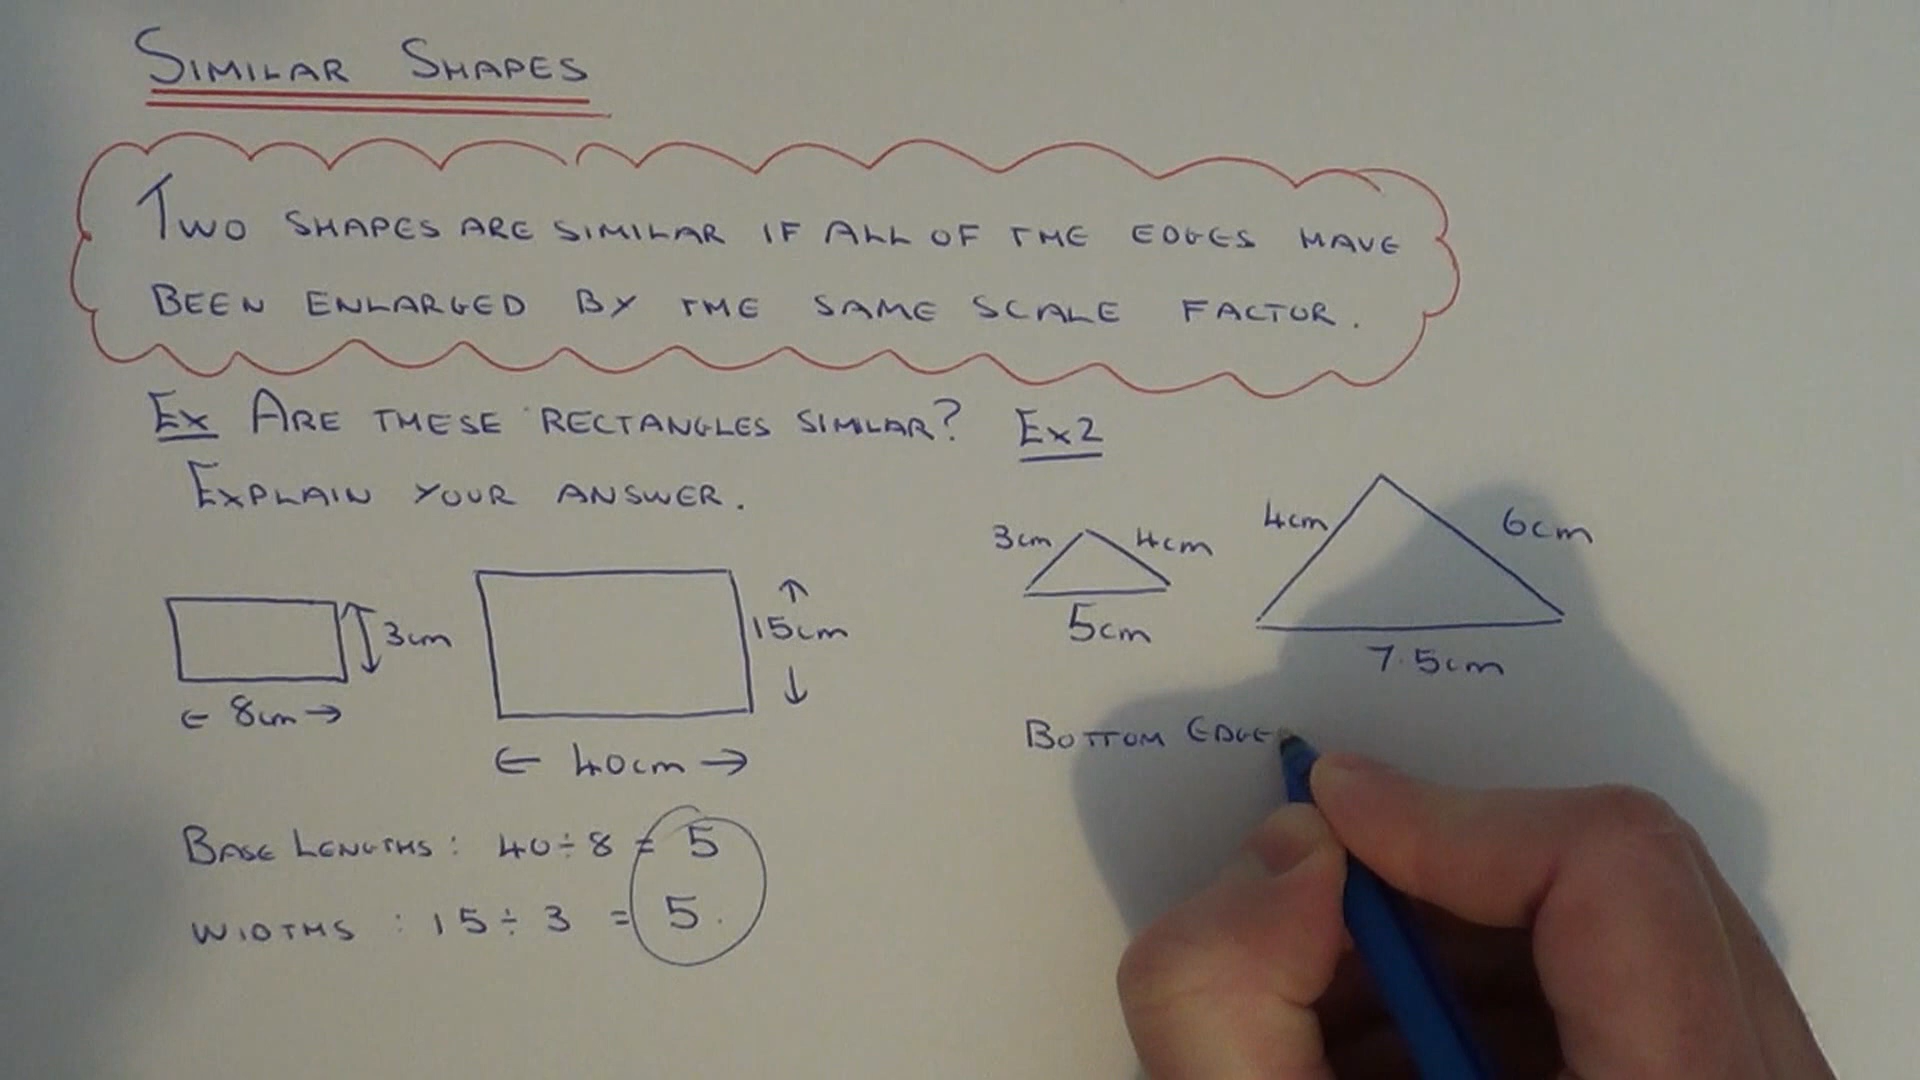 SIMILAR SHAPES
TWO SHAPES ARE SIMILAR IF ALL OF THE EDGES HAVE
BEEN ENLARGED BY THE SAME SCALE FACTOR.
Ex ARE THESE RECTANGLES SIMILAR?
EXPLAIN YOUR ANSWER.
3cm
← 8cm →
↑
15cm
↓
← 40cm →
BASE LENGTHS : 40 ÷ 8 = 5
WIDTHS : 15 ÷ 3 = 5.
Ex2
3cm
4cm
5cm
4cm
6cm
7.5cm
BOTTOM EDGE